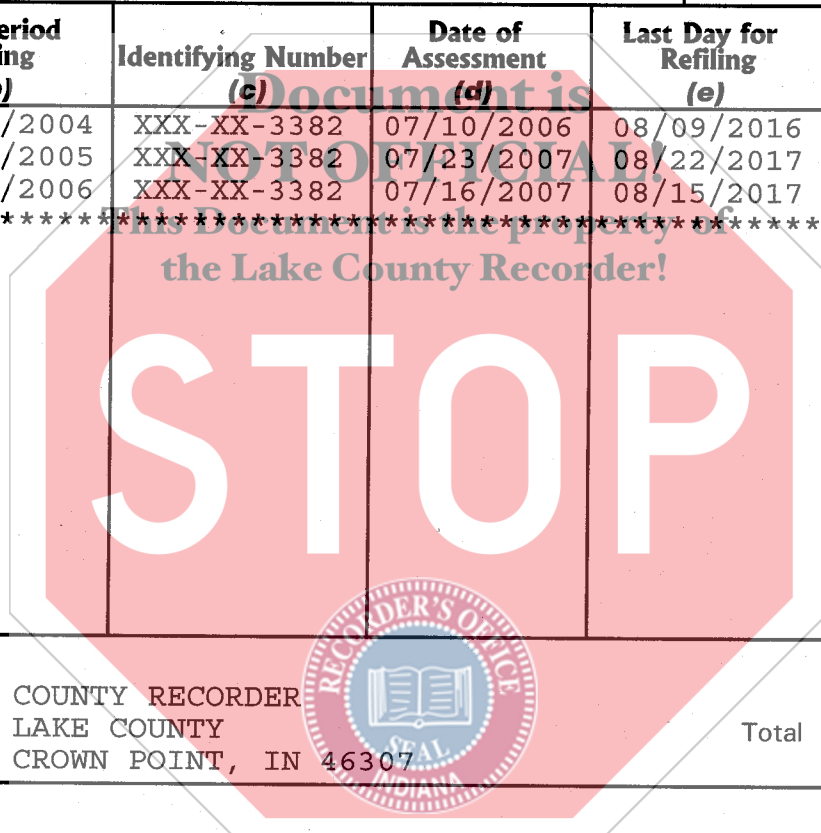 eriod
ing
)
Identifying Number
(c)
Date of
Assessment
(d)
Last Day for
Refiling
(e)
/2004 XXX-XX-3382 07/10/2006 08/09/2016
/2005 XXX-XX-3382 07/23/2007 08/22/2017
/2006 XXX-XX-3382 07/16/2007 08/15/2017
Document is
NOT OFFICIAL!
This Document is the property of
the Lake County Recorder!
STOP
RECORDER'S OFFICE
SEAL
INDIANA
COUNTY RECORDER
LAKE COUNTY
CROWN POINT, IN 46307
Total